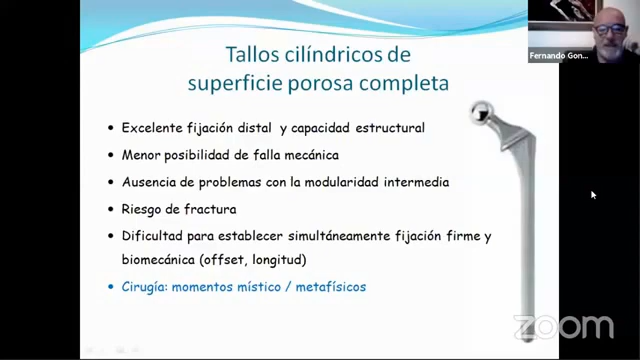 Tallos cilíndricos de
superficie porosa completa
Fernando Gon...
• Excelente fijación distal y capacidad estructural
• Menor posibilidad de falla mecánica
• Ausencia de problemas con la modularidad intermedia
• Riesgo de fractura
• Dificultad para establecer simultáneamente fijación firme y
biomecánica (offset, longitud)
• Cirugía: momentos místico / metafísicos
zoom